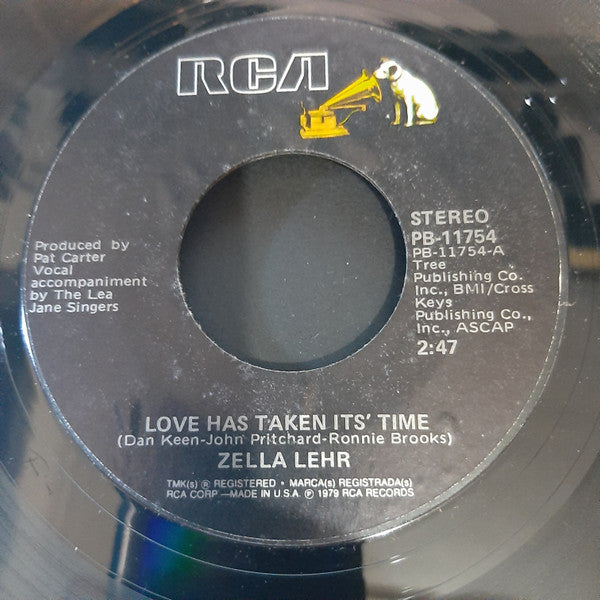 RCA
STEREO
PB-11754
PB-11754-A
Tree
Publishing Co.
Inc., BMI/Cross
Keys
Publishing Co.,
Inc., ASCAP
2:47
Produced by
Pat Carter
Vocal
accompaniment
by The Lea
Jane Singers
LOVE HAS TAKEN ITS' TIME
(Dan Keen-John Pritchard-Ronnie Brooks)
ZELLA LEHR
TMK(s) ® REGISTERED • MARCA(s) REGISTRADA(s)
RCA CORP —MADE IN U.S.A. ℗ 1979 RCA RECORDS